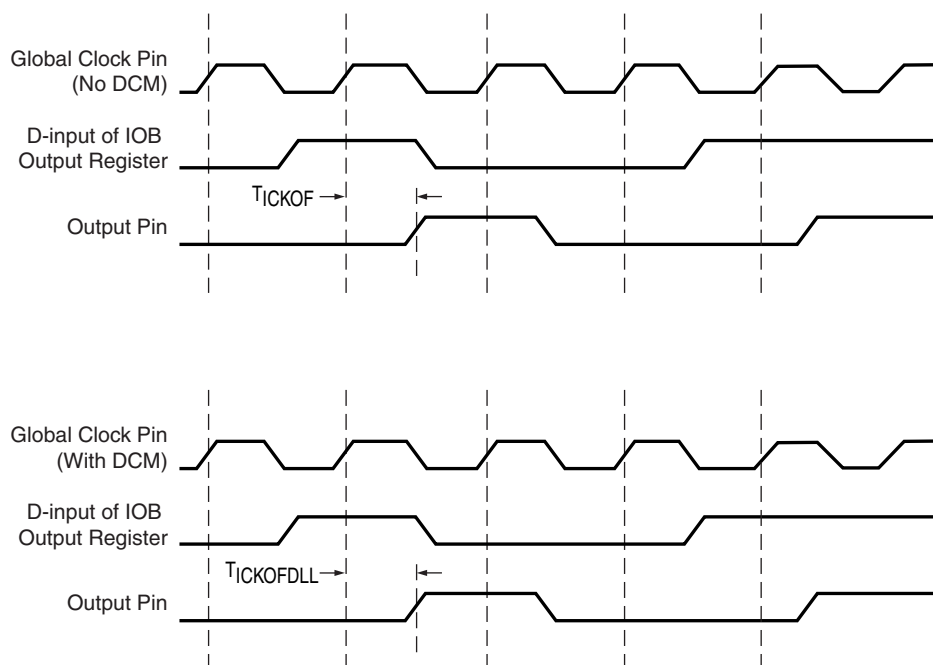 Global Clock Pin
(No DCM)
D-input of IOB
Output Register
TICKOF
Output Pin
Global Clock Pin
(With DCM)
D-input of IOB
Output Register
TICKOFDLL
Output Pin